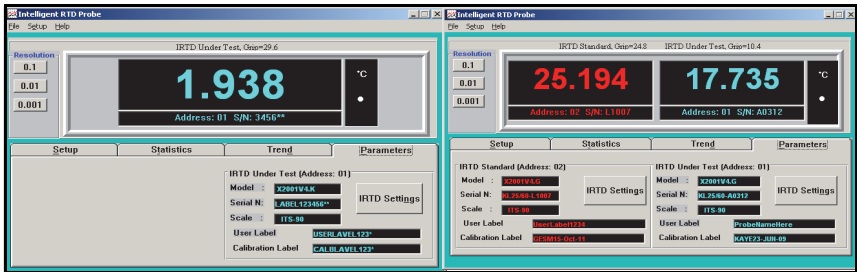 Intelligent RTD Probe
File Setup Help
IRTD Under Test, Grip=29.6
Resolution
0.1
0.01
0.001
1.938
°C
Address: 01 S/N: 3456**
Setup Statistics Trend Parameters
IRTD Under Test (Address: 01)
Model : X2001V4.K
Serial N: LABEL123456**
Scale : ITS-90
IRTD Settings
User Label USERLAVEL123*
Calibration Label CALBLAVEL123*
Intelligent RTD Probe
File Setup Help
IRTD Standard, Grip=24.8 IRTD Under Test, Grip=10.4
Resolution
0.1
0.01
0.001
25.194 17.735
°C
Address: 02 S/N: L1007 Address: 01 S/N: A0312
Setup Statistics Trend Parameters
IRTD Standard (Address: 02)
Model : X2001V4.G
Serial N: KL25/60-L1007
Scale : ITS-90
IRTD Settings
User Label UserLabel1234
Calibration Label GESM15-Oct-11
IRTD Under Test (Address: 01)
Model : X2001V4.G
Serial N: KL25/60-A0312
Scale : ITS-90
IRTD Settings
User Label ProbeNameHere
Calibration Label KAYE23-JUN-09